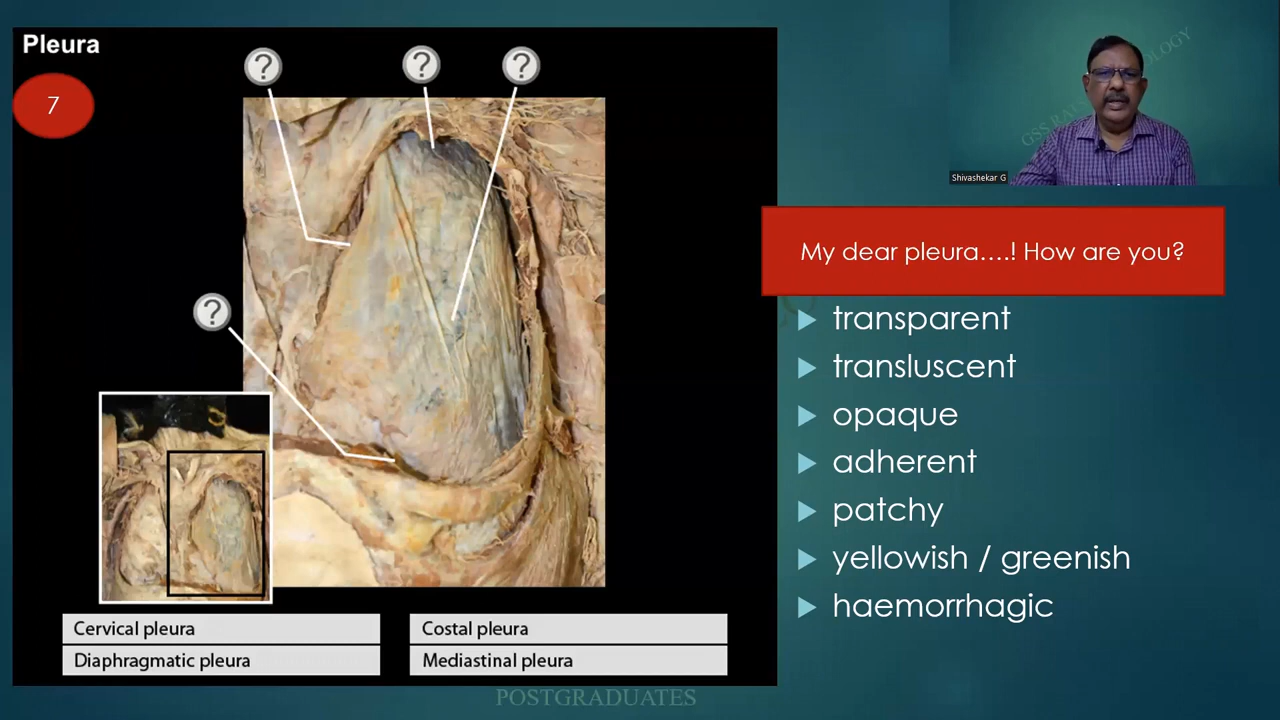 Pleura
7
?
?
?
?
Cervical pleura
Diaphragmatic pleura
Costal pleura
Mediastinal pleura
Shivashekar G
My dear pleura....! How are you?
transparent
transluscent
opaque
adherent
patchy
yellowish / greenish
haemorrhagic
POSTGRADUATES